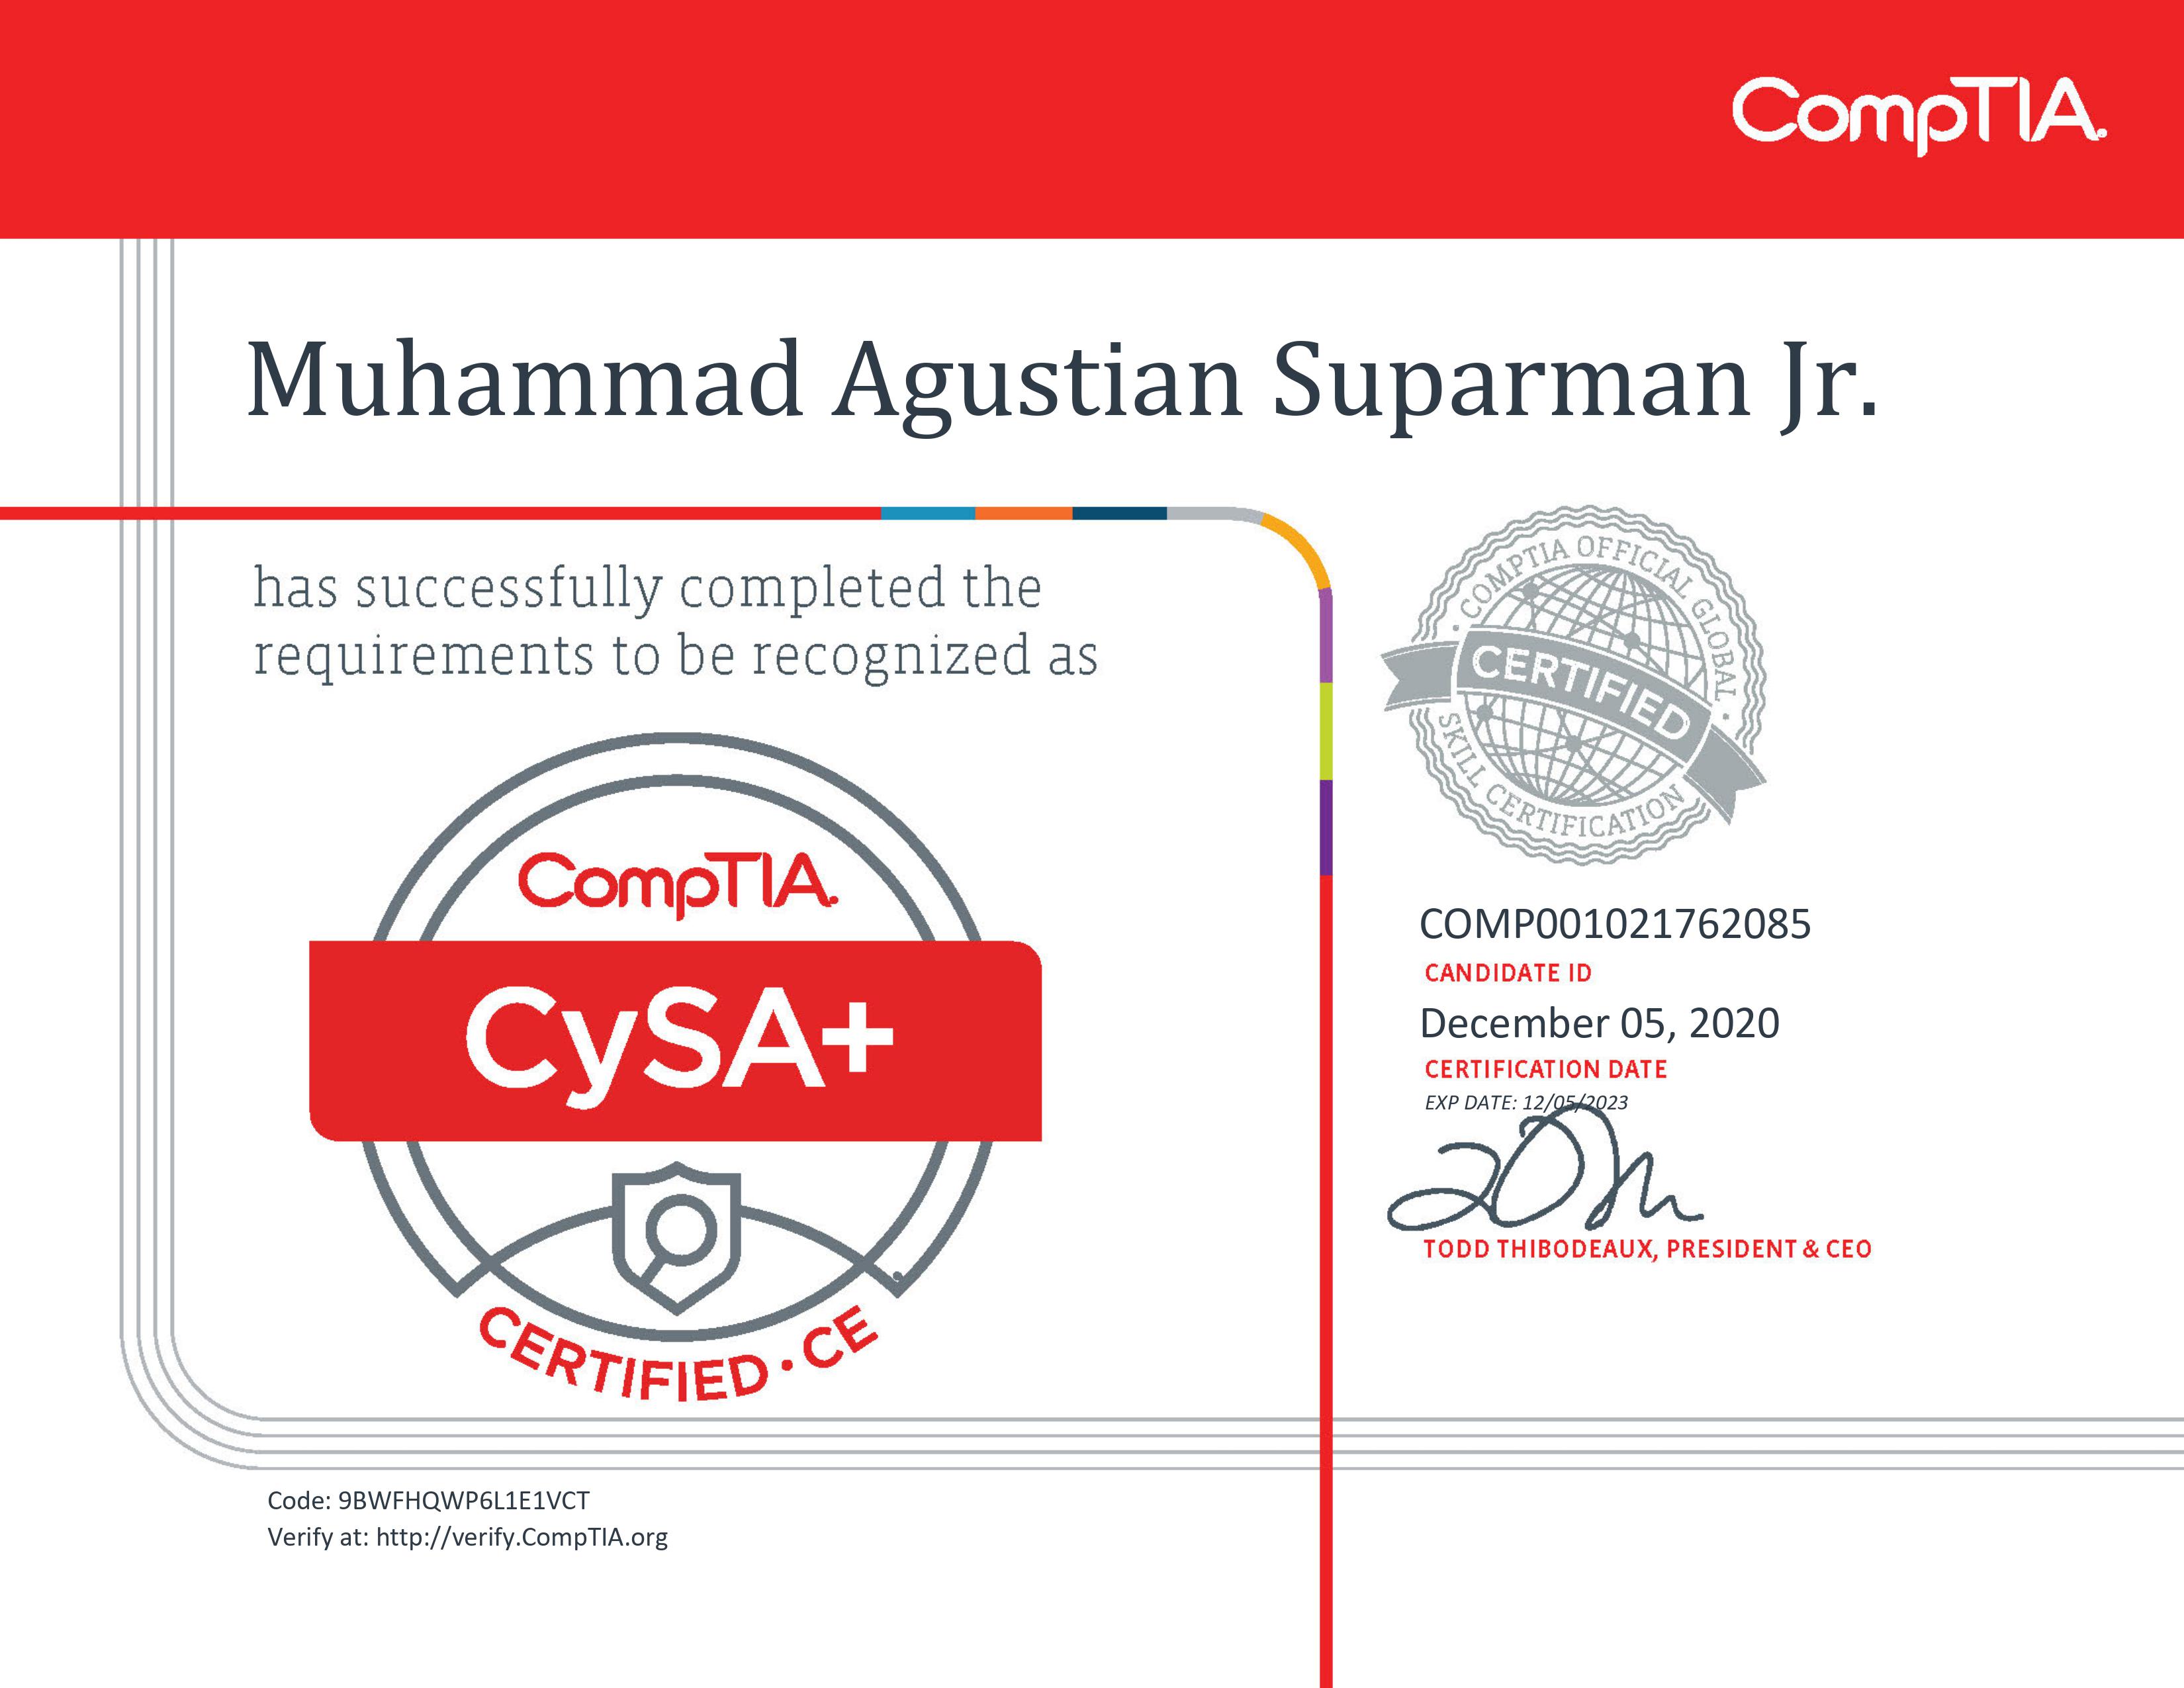 CompTIA.
Muhammad Agustian Suparman Jr.
has successfully completed the
requirements to be recognized as
CompTIA.
CySA+
CERTIFIED · CE
· COMPTIA OFFICIAL GLOBAL ·
CERTIFIED
SKILL CERTIFICATION
COMP001021762085
CANDIDATE ID
December 05, 2020
CERTIFICATION DATE
EXP DATE: 12/05/2023
TODD THIBODEAUX, PRESIDENT & CEO
Code: 9BWFHQWP6L1E1VCT
Verify at: http://verify.CompTIA.org